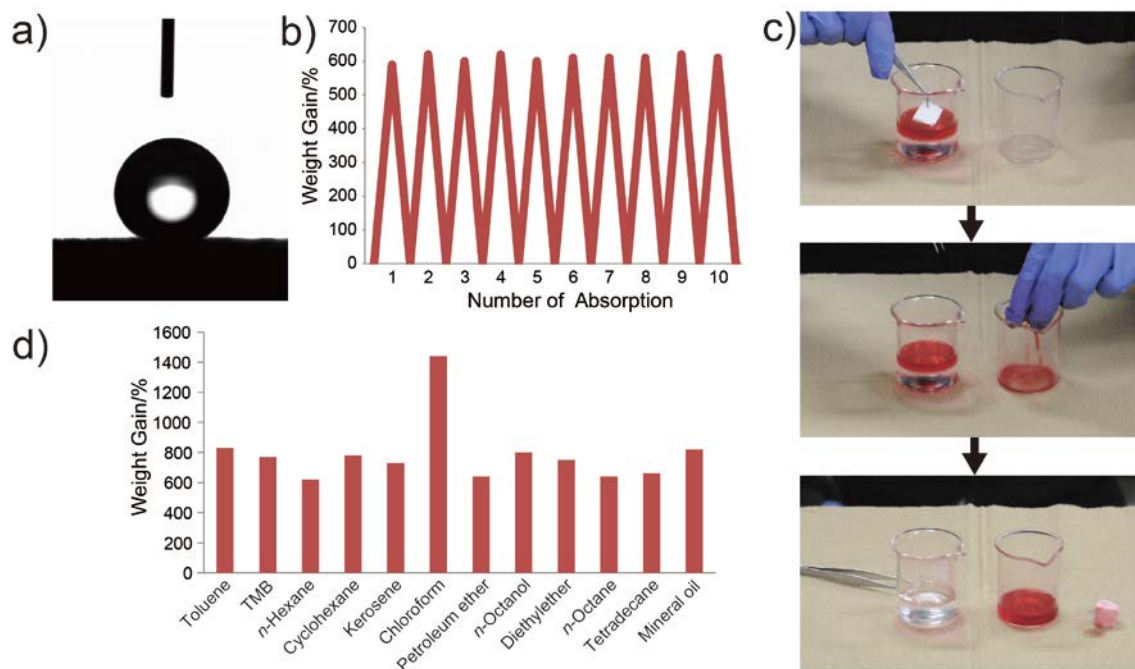 a)
b)
Weight Gain/%
700
600
500
400
300
200
100
0
1 2 3 4 5 6 7 8 9 10
Number of Absorption
c)
d)
Weight Gain/%
1600
1400
1200
1000
800
600
400
200
0
Toluene
TMB
n-Hexane
Cyclohexane
Kerosene
Chloroform
Petroleum ether
n-Octanol
Diethylether
n-Octane
Tetradecane
Mineral oil